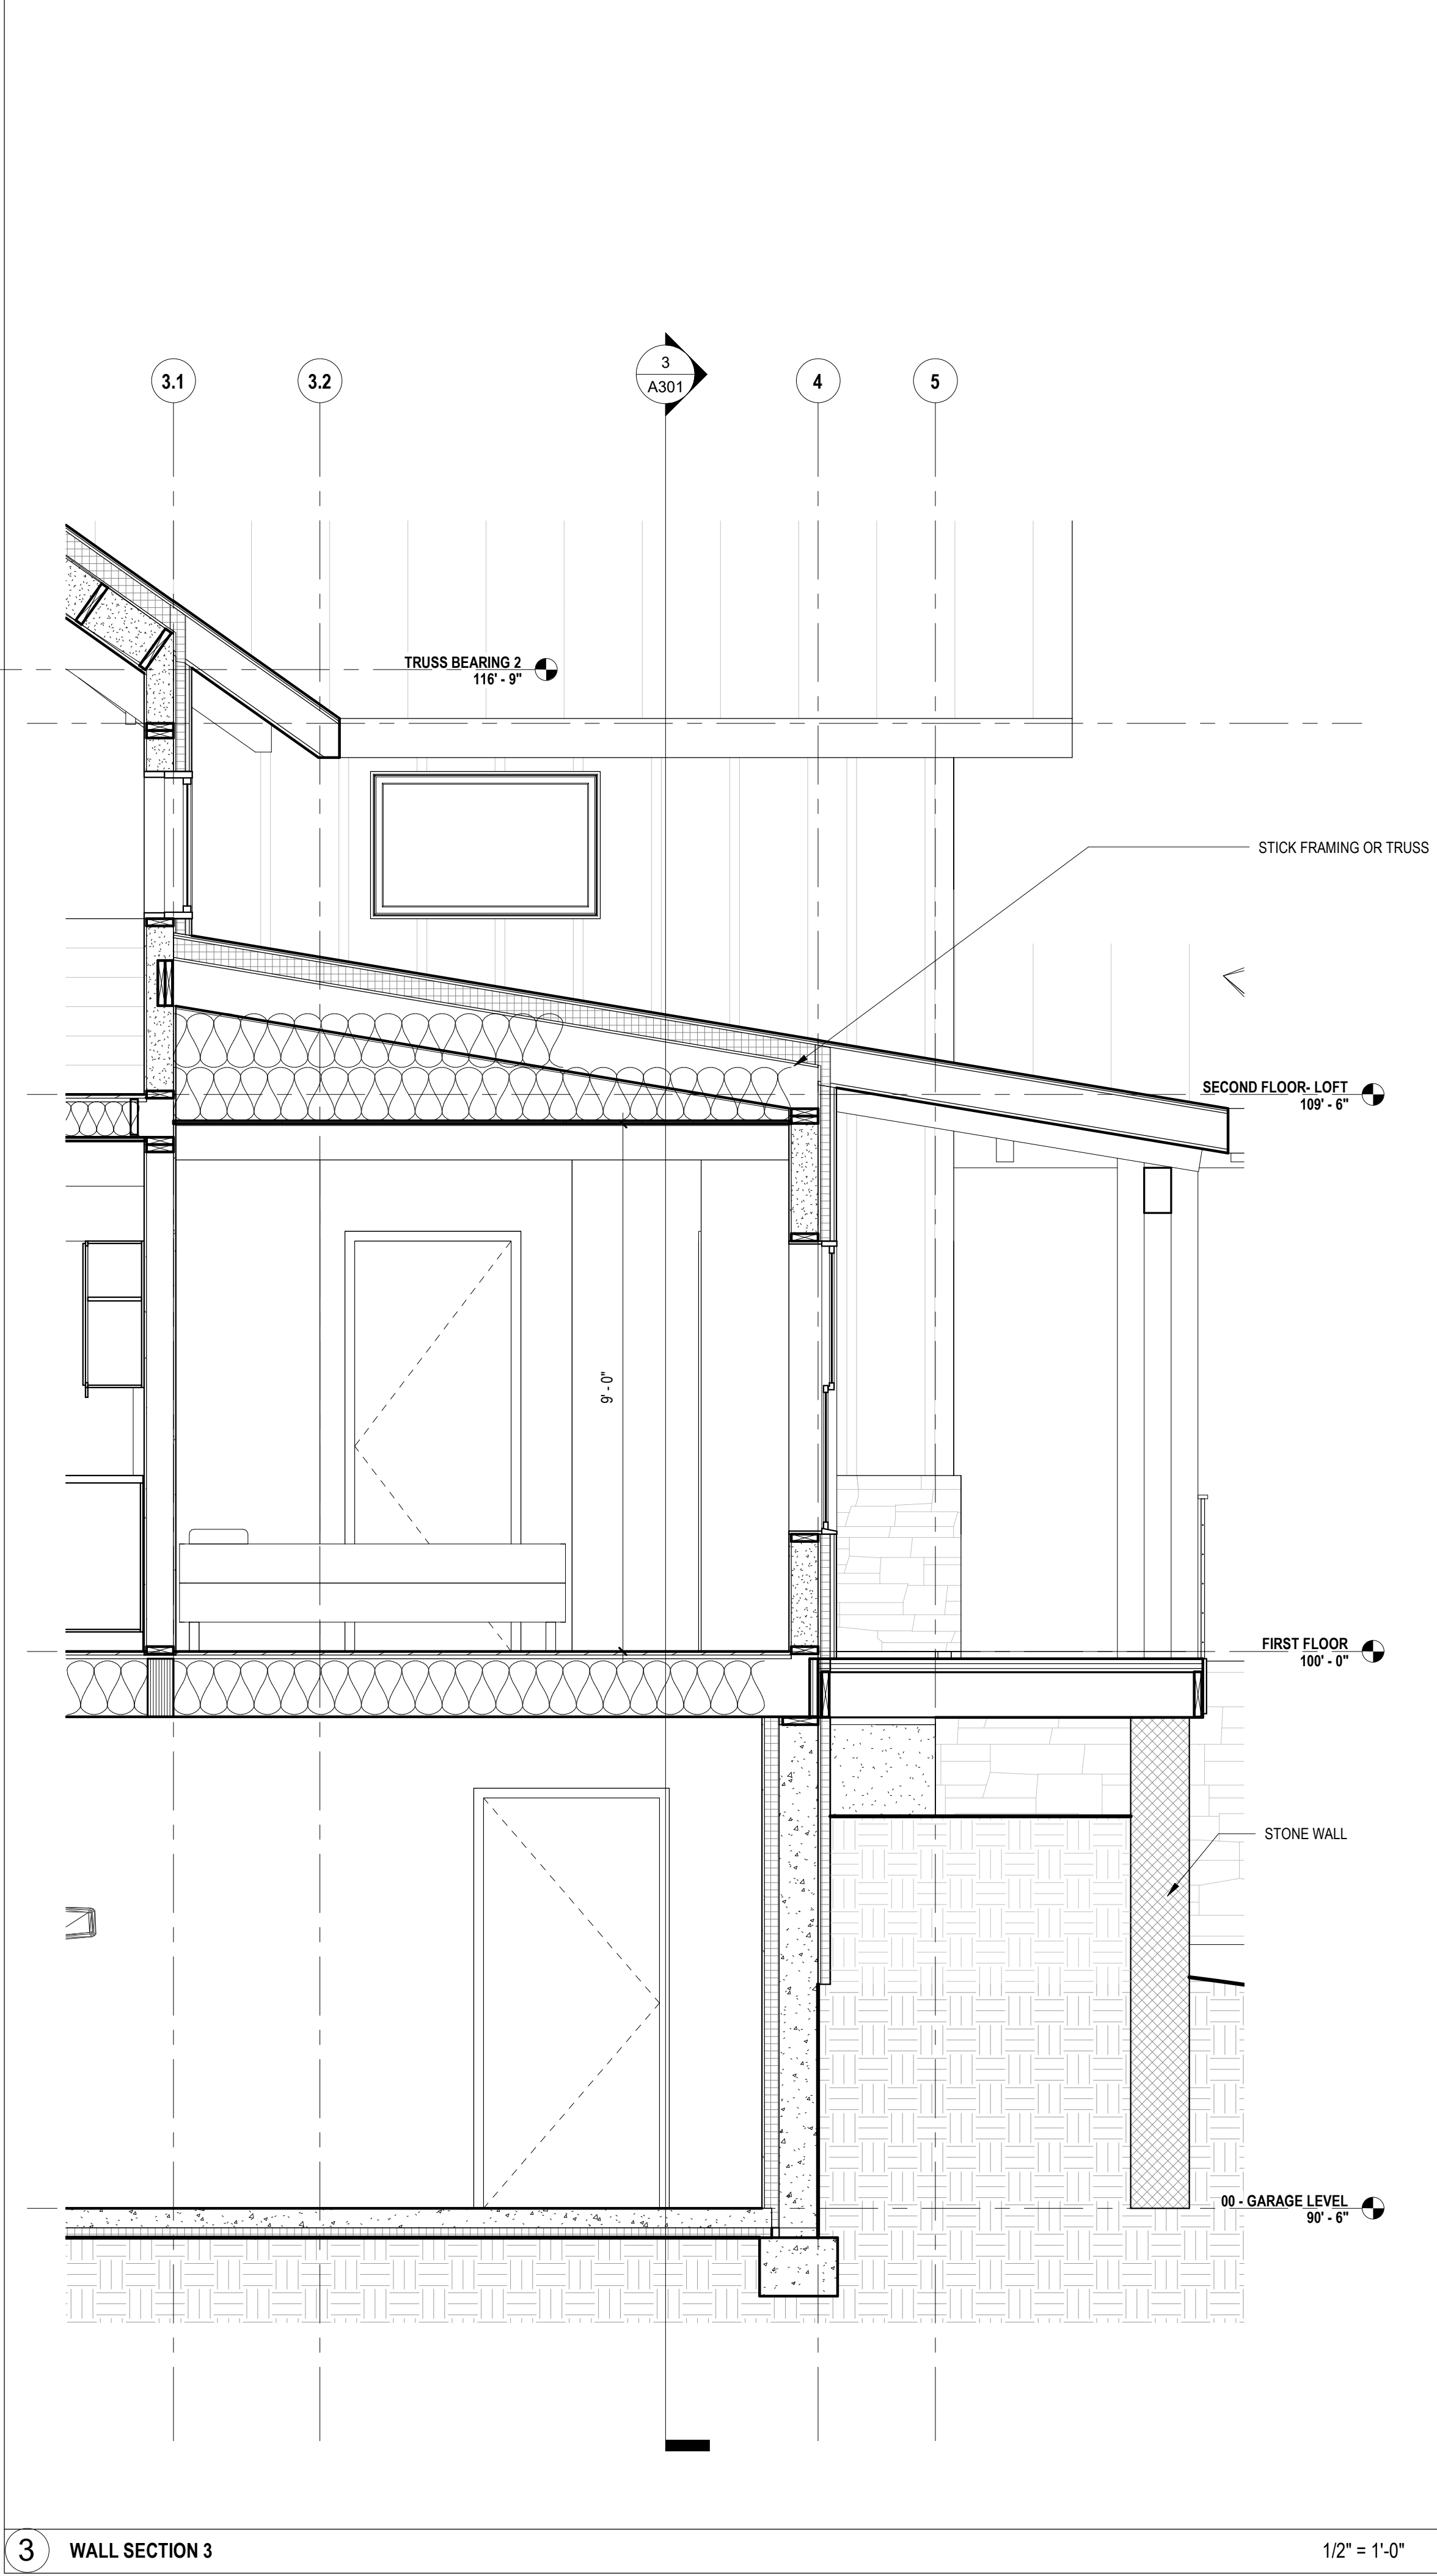 3.1
3.2
3
A301
4
5
TRUSS BEARING 2
116' - 9"
STICK FRAMING OR TRUSS
SECOND FLOOR- LOFT
109' - 6"
9' - 0"
FIRST FLOOR
100' - 0"
STONE WALL
00 - GARAGE LEVEL
90' - 6"
3
WALL SECTION 3
1/2" = 1'-0"